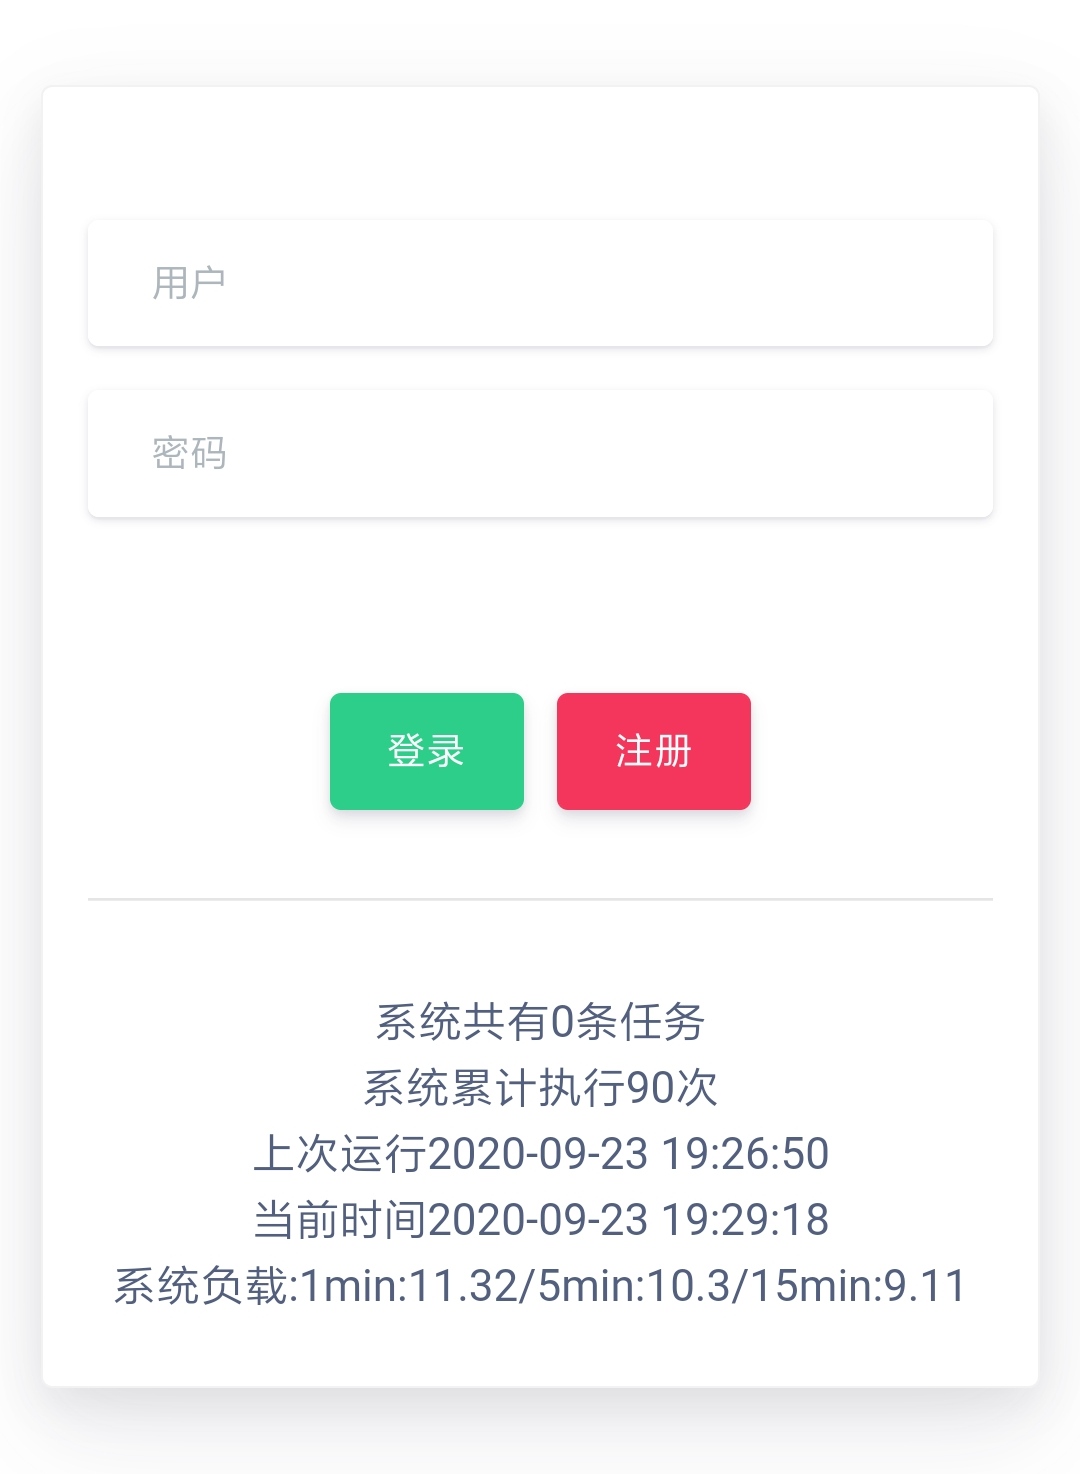 用户
密码
登录 注册
系统共有0条任务
系统累计执行90次
上次运行2020-09-23 19:26:50
当前时间2020-09-23 19:29:18
系统负载:1min:11.32/5min:10.3/15min:9.11